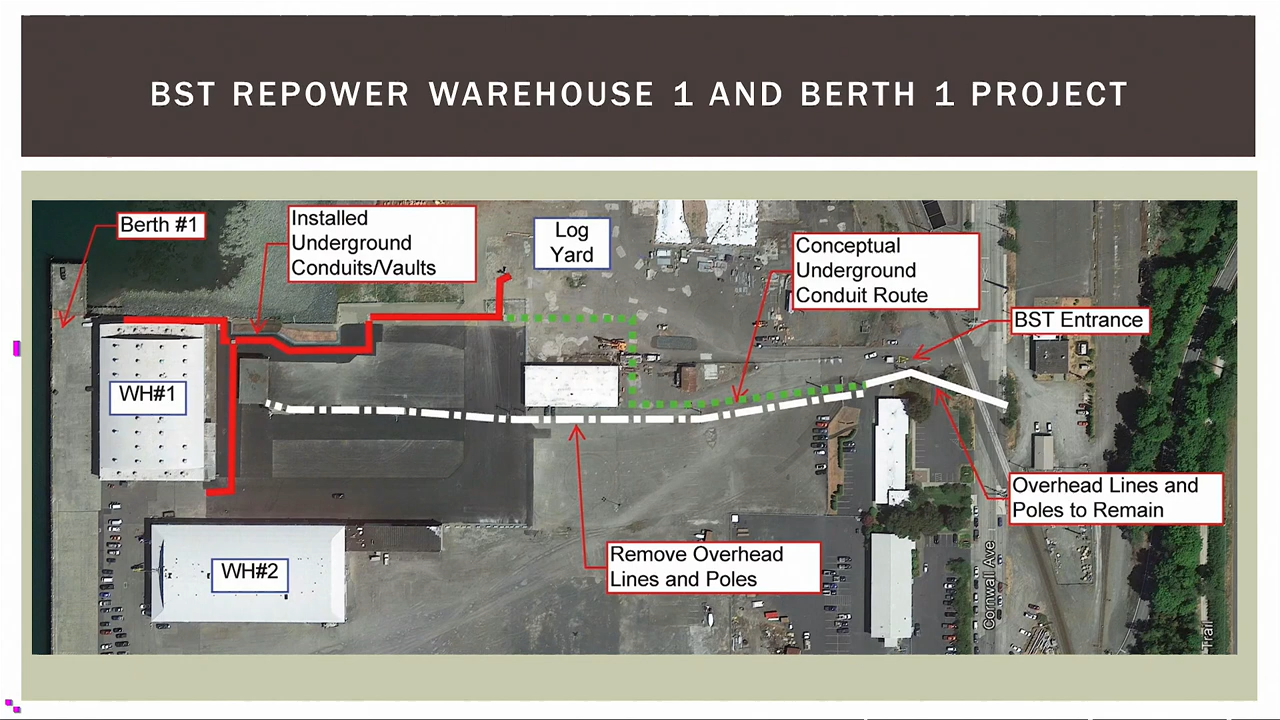 BST REPOWER WAREHOUSE 1 AND BERTH 1 PROJECT
Berth #1
Installed
Underground
Conduits/Vaults
Log
Yard
Conceptual
Underground
Conduit Route
BST Entrance
WH#1
Overhead Lines and
Poles to Remain
Remove Overhead
Lines and Poles
WH#2
Cornwall Ave
Trail